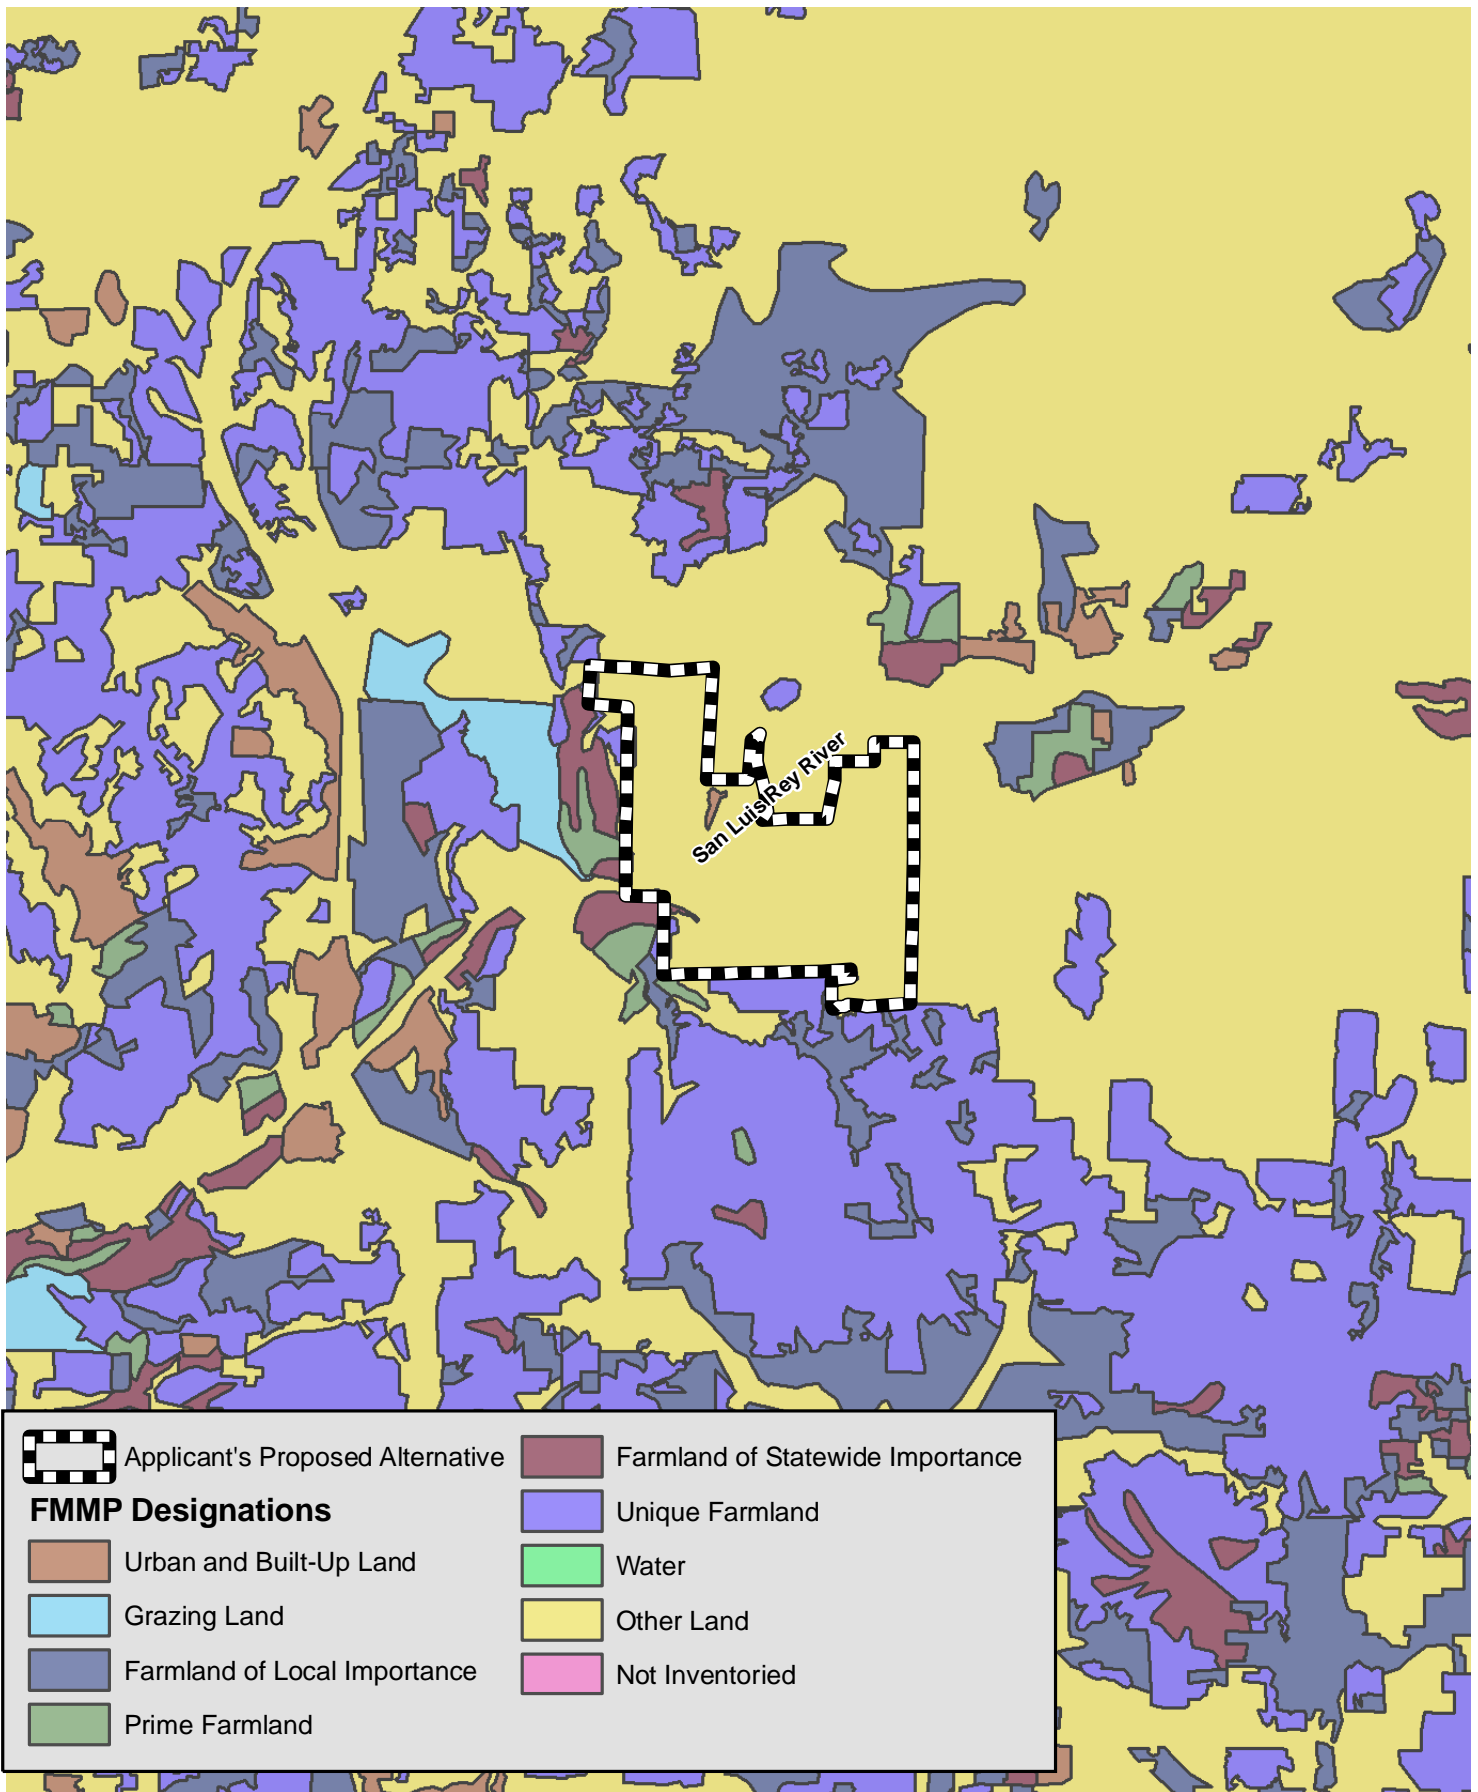 San Luis Rey River
Applicant's Proposed Alternative
FMMP Designations
Urban and Built-Up Land
Grazing Land
Farmland of Local Importance
Prime Farmland
Farmland of Statewide Importance
Unique Farmland
Water
Other Land
Not Inventoried